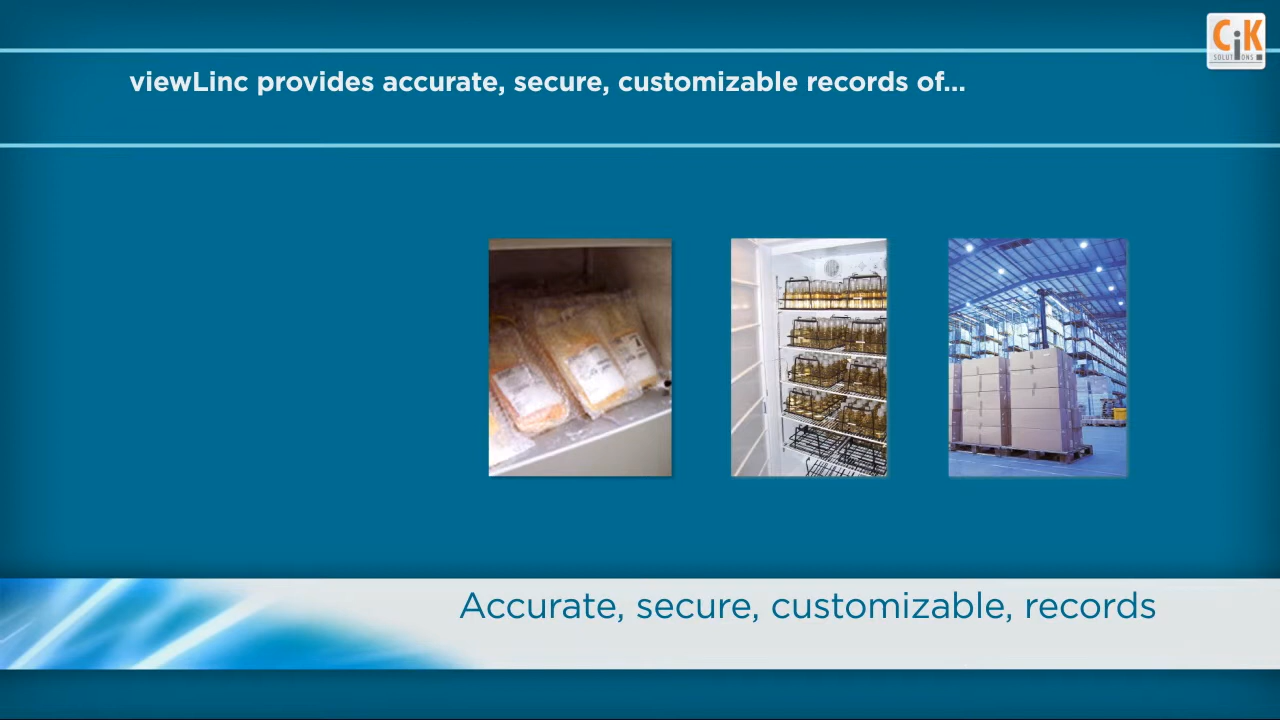 viewLinc provides accurate, secure, customizable records of...
CiK
SOLUTIONS
Accurate, secure, customizable, records